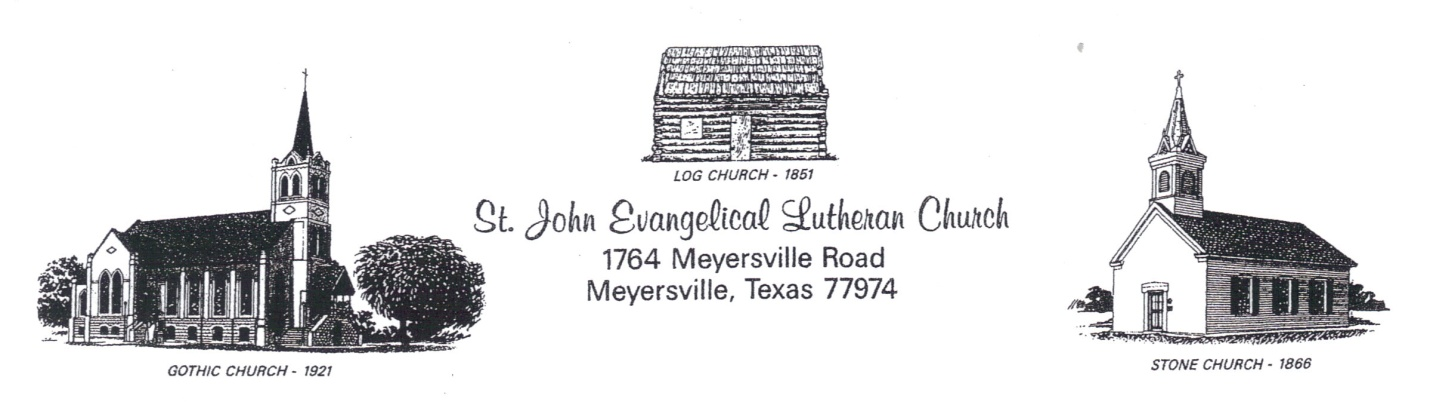 LOG CHURCH - 1851
St. John Evangelical Lutheran Church
1764 Meyersville Road
Meyersville, Texas 77974
GOTHIC CHURCH - 1921
STONE CHURCH - 1866